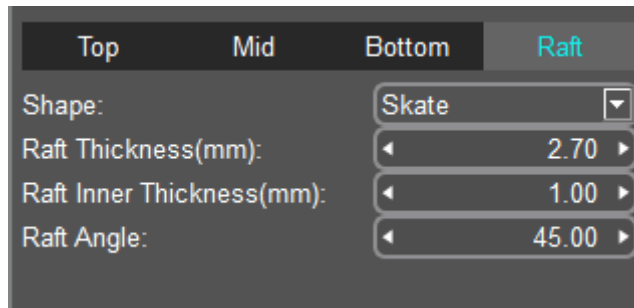 Top Mid Bottom Raft
Shape: Skate
Raft Thickness(mm): 2.70
Raft Inner Thickness(mm): 1.00
Raft Angle: 45.00